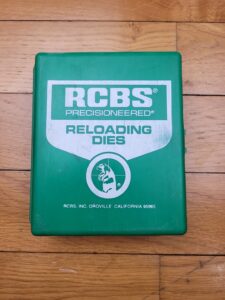 RCBS®
PRECISIONEERED®
RELOADING
DIES
RCBS, INC. OROVILLE, CALIFORNIA 95965